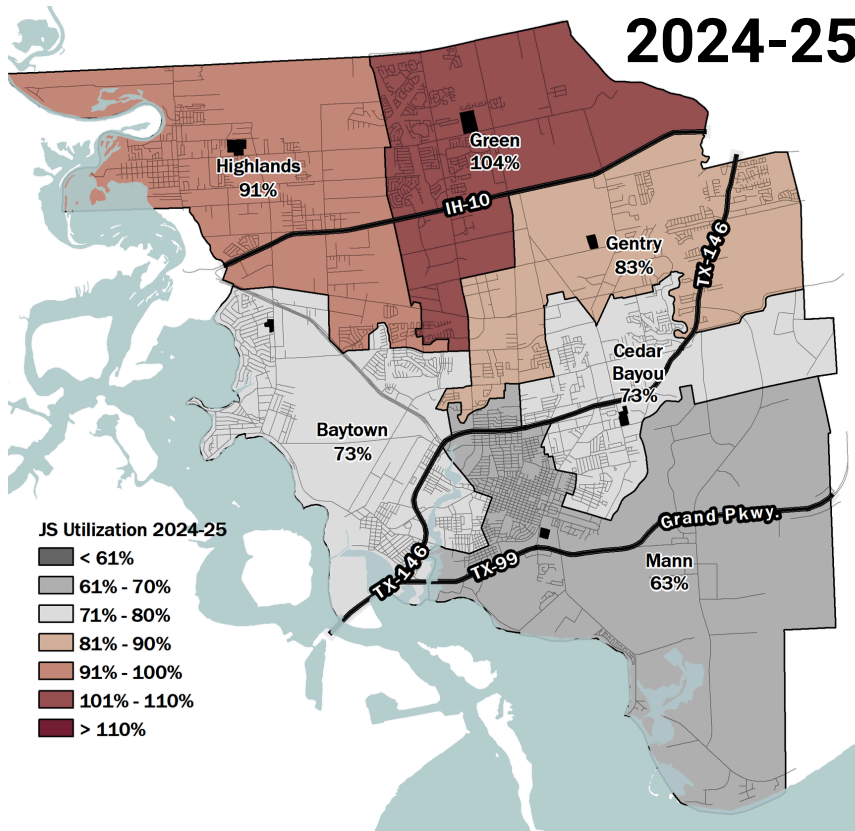 2024-25
Green
104%
Highlands
91%
IH-10
Gentry
83%
TX-146
Cedar
Bayou
73%
Baytown
73%
Grand Pkwy.
Mann
63%
TX-99
TX-146
JS Utilization 2024-25
< 61%
61% - 70%
71% - 80%
81% - 90%
91% - 100%
101% - 110%
> 110%